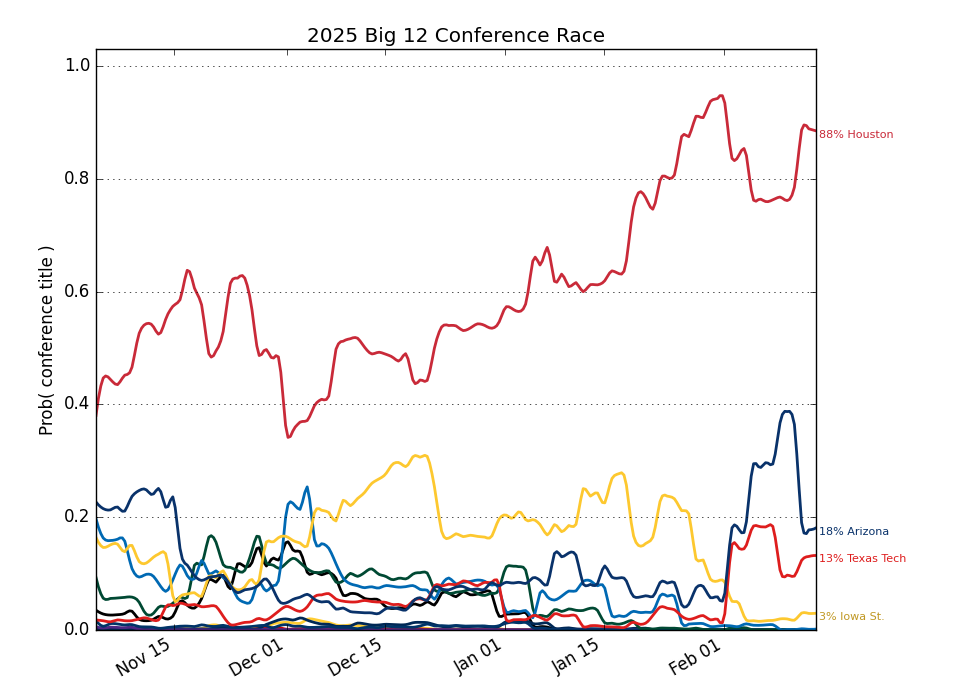 2025 Big 12 Conference Race
Prob( conference title )
1.0
0.8
0.6
0.4
0.2
0.0
88% Houston
18% Arizona
13% Texas Tech
3% Iowa St.
Nov 15
Dec 01
Dec 15
Jan 01
Jan 15
Feb 01